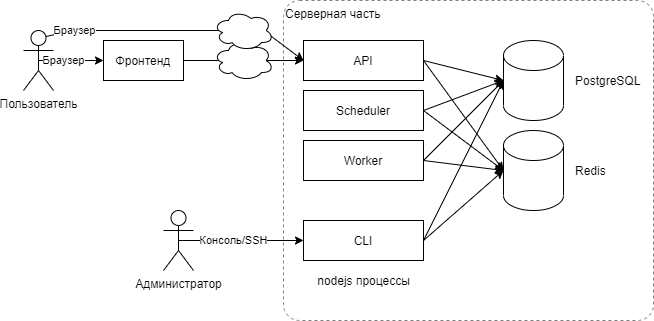 Серверная часть
Браузер
Браузер
Фронтенд
API
Пользователь
PostgreSQL
Scheduler
Worker
Redis
Консоль/SSH
CLI
Администратор
nodejs процессы